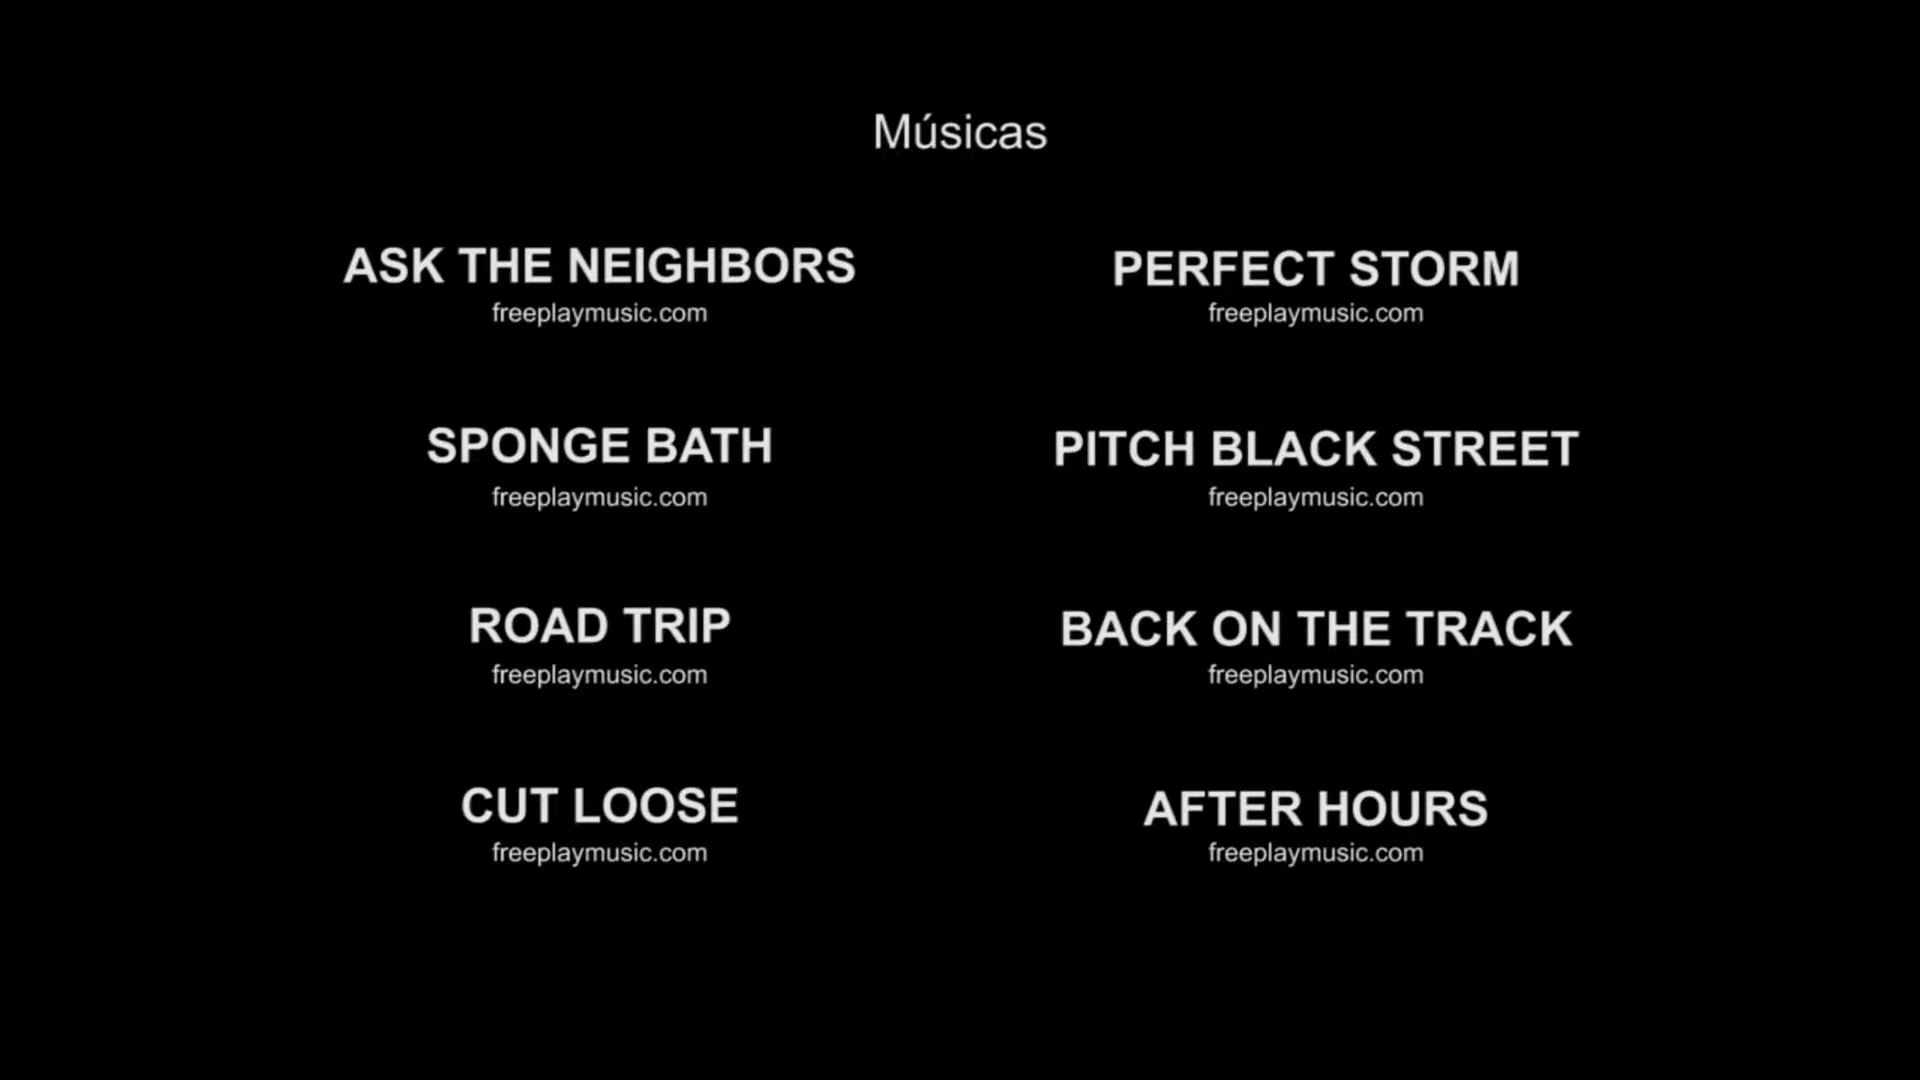 Músicas
ASK THE NEIGHBORS
freeplaymusic.com
PERFECT STORM
freeplaymusic.com
SPONGE BATH
freeplaymusic.com
PITCH BLACK STREET
freeplaymusic.com
ROAD TRIP
freeplaymusic.com
BACK ON THE TRACK
freeplaymusic.com
CUT LOOSE
freeplaymusic.com
AFTER HOURS
freeplaymusic.com